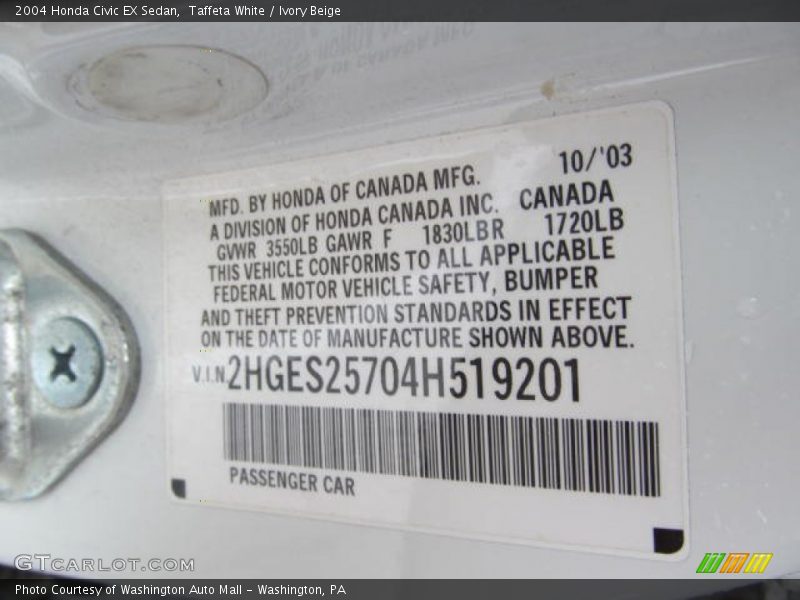 2004 Honda Civic EX Sedan,  Taffeta White / Ivory Beige
10/'03
MFD. BY HONDA OF CANADA MFG.
A DIVISION OF HONDA CANADA INC. CANADA
GVWR 3550LB GAWR F 1830LB R 1720LB
THIS VEHICLE CONFORMS TO ALL APPLICABLE
FEDERAL MOTOR VEHICLE SAFETY, BUMPER
AND THEFT PREVENTION STANDARDS IN EFFECT
ON THE DATE OF MANUFACTURE SHOWN ABOVE.
V.I.N. 2HGES25704H519201
PASSENGER CAR
GTCARLOT.COM
Photo Courtesy of Washington Auto Mall - Washington, PA